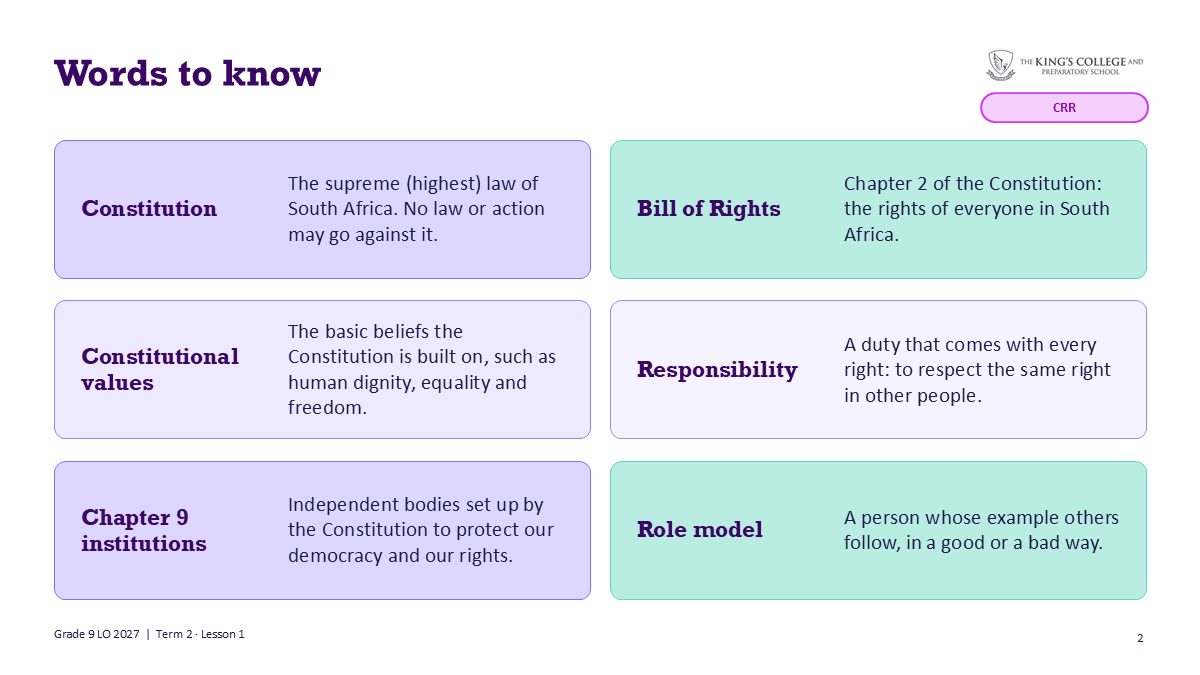 Words to know
THE KING'S COLLEGE AND
PREPARATORY SCHOOL
CRR
Constitution
The supreme (highest) law of
South Africa. No law or action
may go against it.
Bill of Rights
Chapter 2 of the Constitution:
the rights of everyone in South
Africa.
Constitutional
values
The basic beliefs the
Constitution is built on, such as
human dignity, equality and
freedom.
Responsibility
A duty that comes with every
right: to respect the same right
in other people.
Chapter 9
institutions
Independent bodies set up by
the Constitution to protect our
democracy and our rights.
Role model
A person whose example others
follow, in a good or a bad way.
Grade 9 LO 2027 | Term 2 · Lesson 1
2